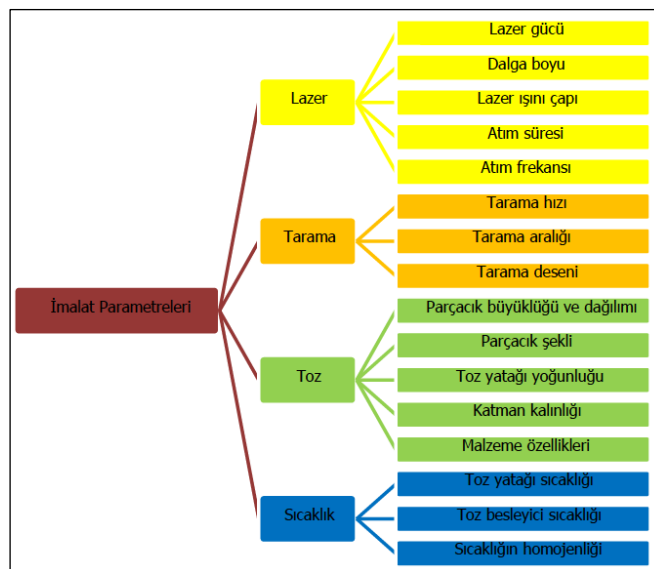 İmalat Parametreleri
Lazer
Lazer gücü
Dalga boyu
Lazer ışını çapı
Atım süresi
Atım frekansı
Tarama
Tarama hızı
Tarama aralığı
Tarama deseni
Toz
Parçacık büyüklüğü ve dağılımı
Parçacık şekli
Toz yatağı yoğunluğu
Katman kalınlığı
Malzeme özellikleri
Sıcaklık
Toz yatağı sıcaklığı
Toz besleyici sıcaklığı
Sıcaklığın homojenliği